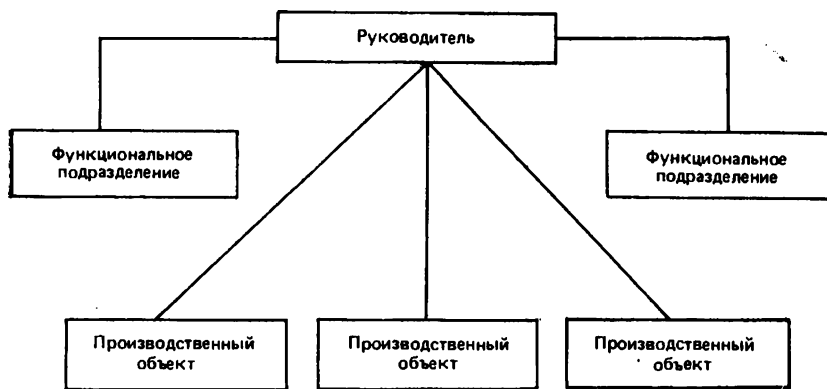 Руководитель
Функциональное
подразделение
Функциональное
подразделение
Производственный
объект
Производственный
объект
Производственный
объект